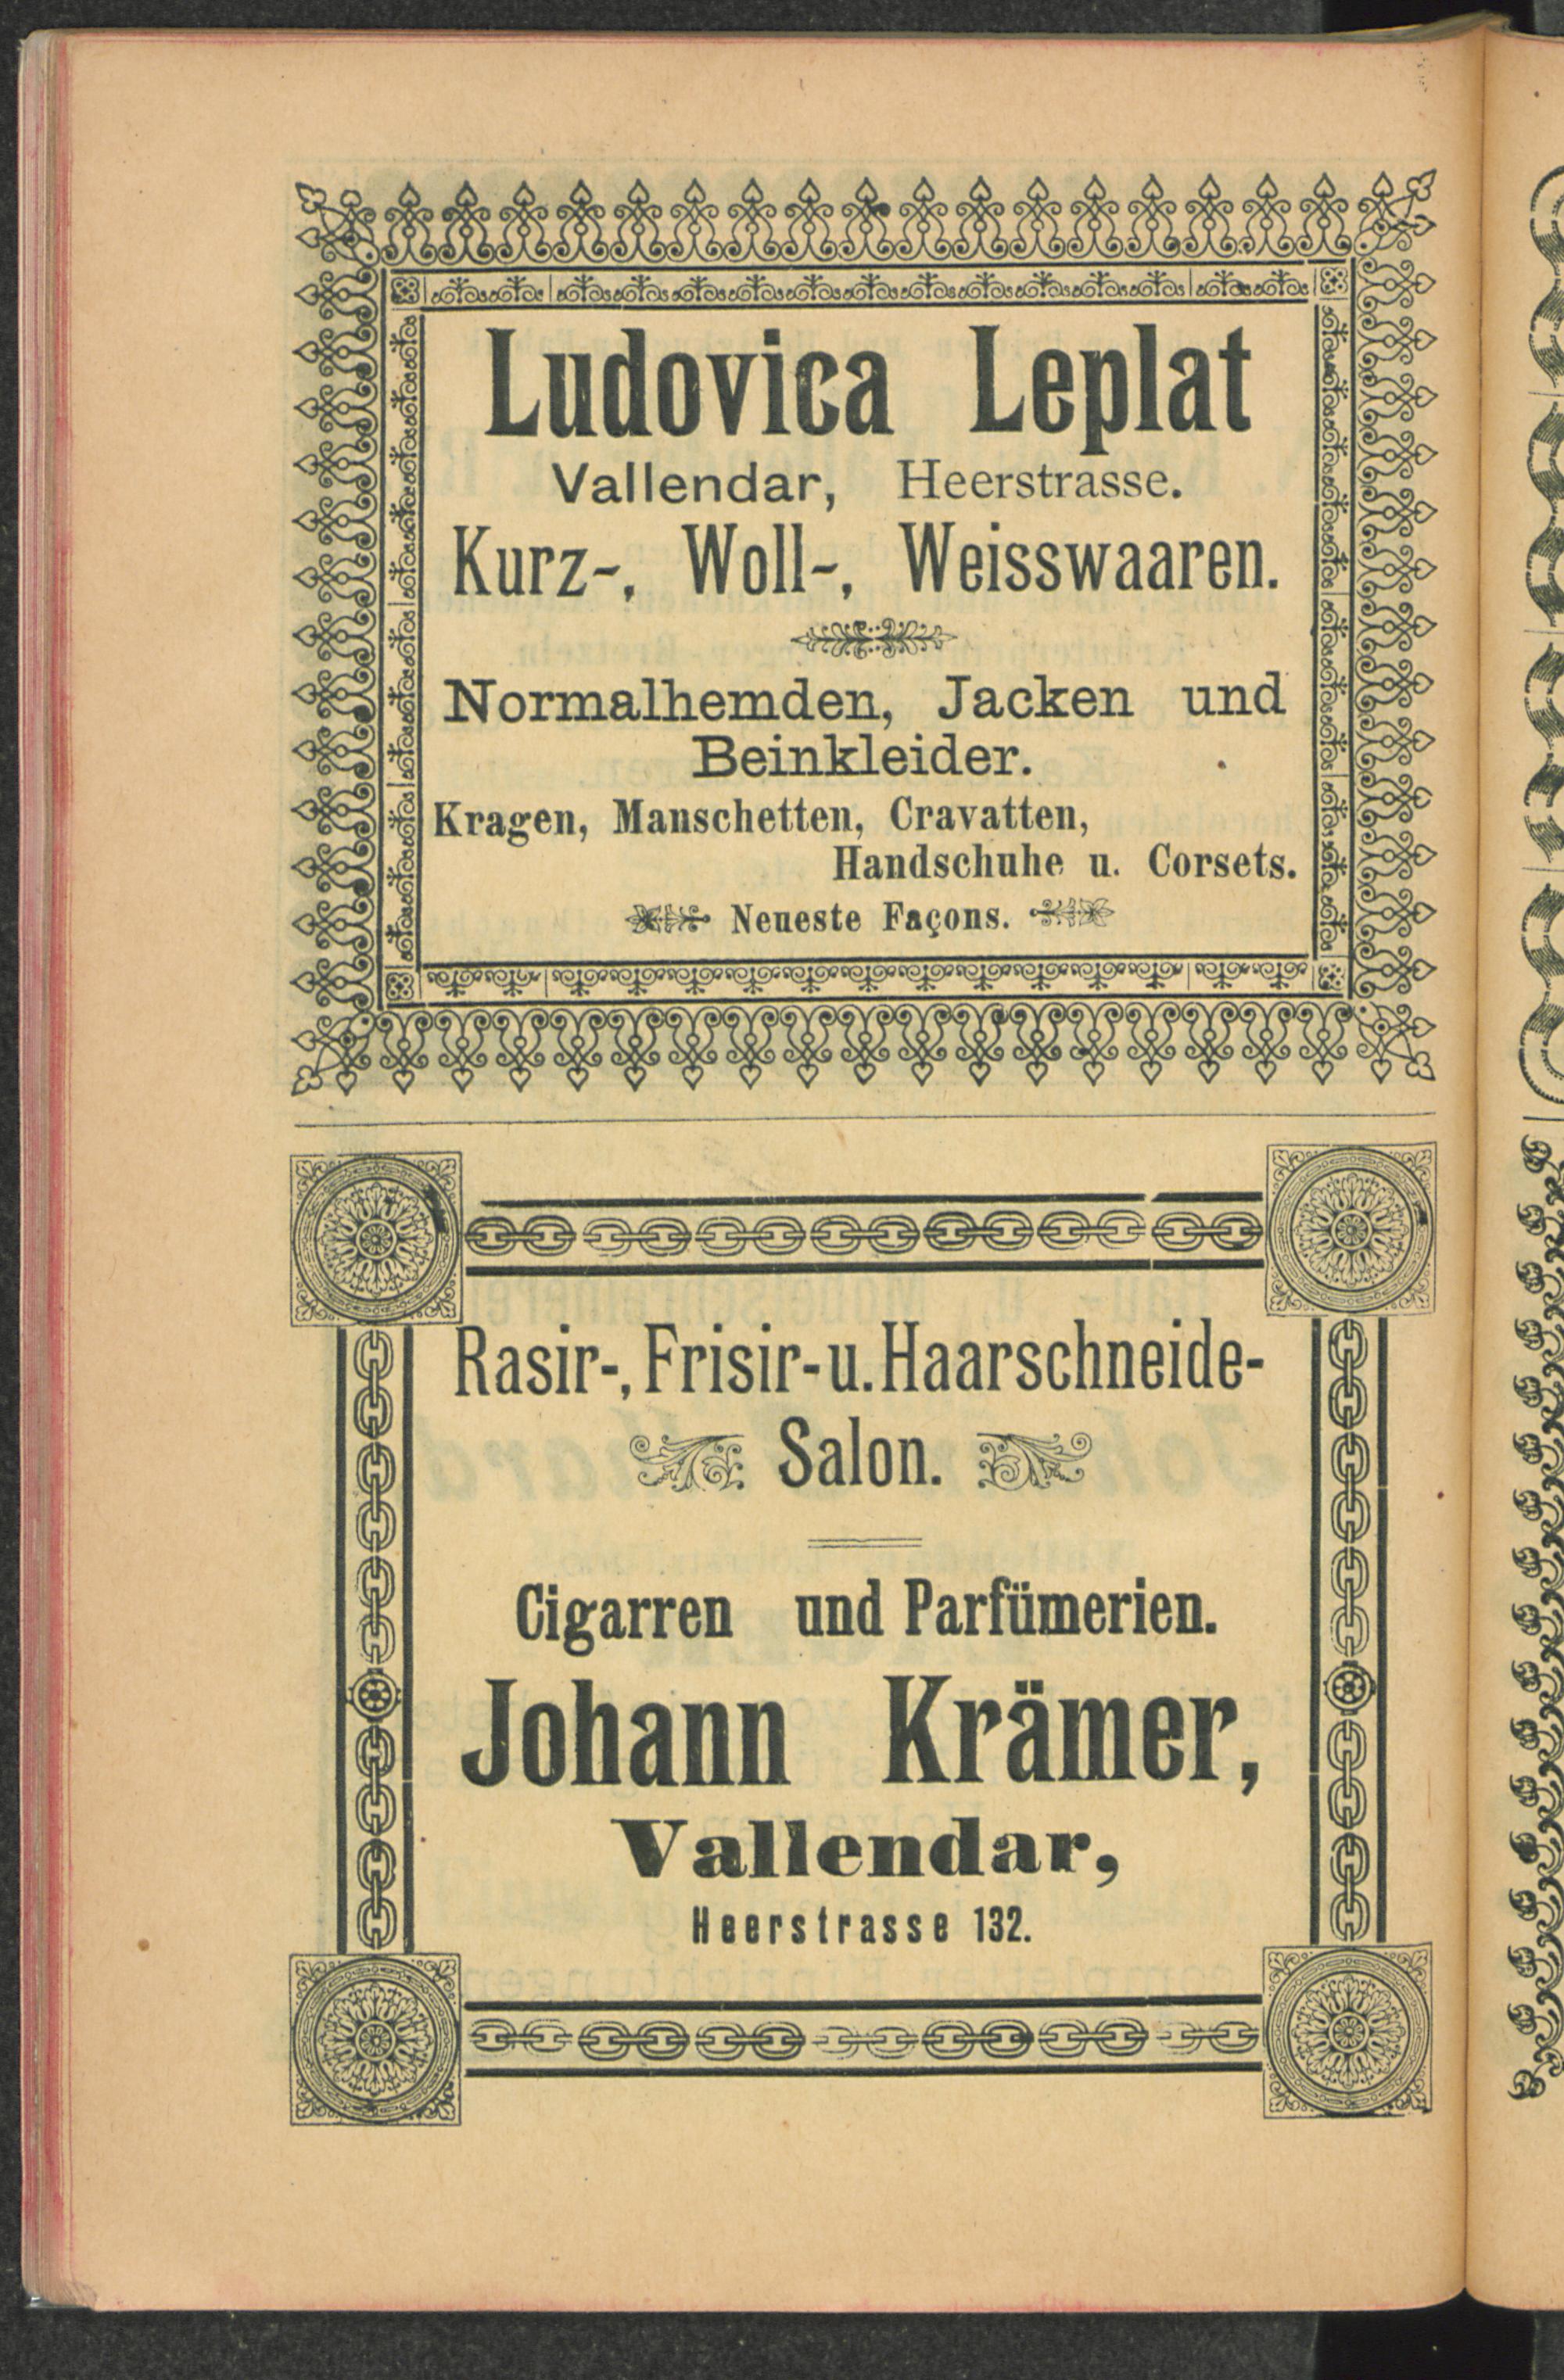 Ludovica Leplat
Vallendar, Heerstrasse.
Kurz-, Woll-, Weisswaaren.
Normalhemden, Jacken und
Beinkleider.
Kragen, Manschetten, Cravatten,
Handschuhe u. Corsets.
Neueste Façons.
Rasir-, Frisir- u. Haarschneide-
Salon.
Cigarren und Parfümerien.
Johann Krämer,
Vallendar,
Heerstrasse 132.